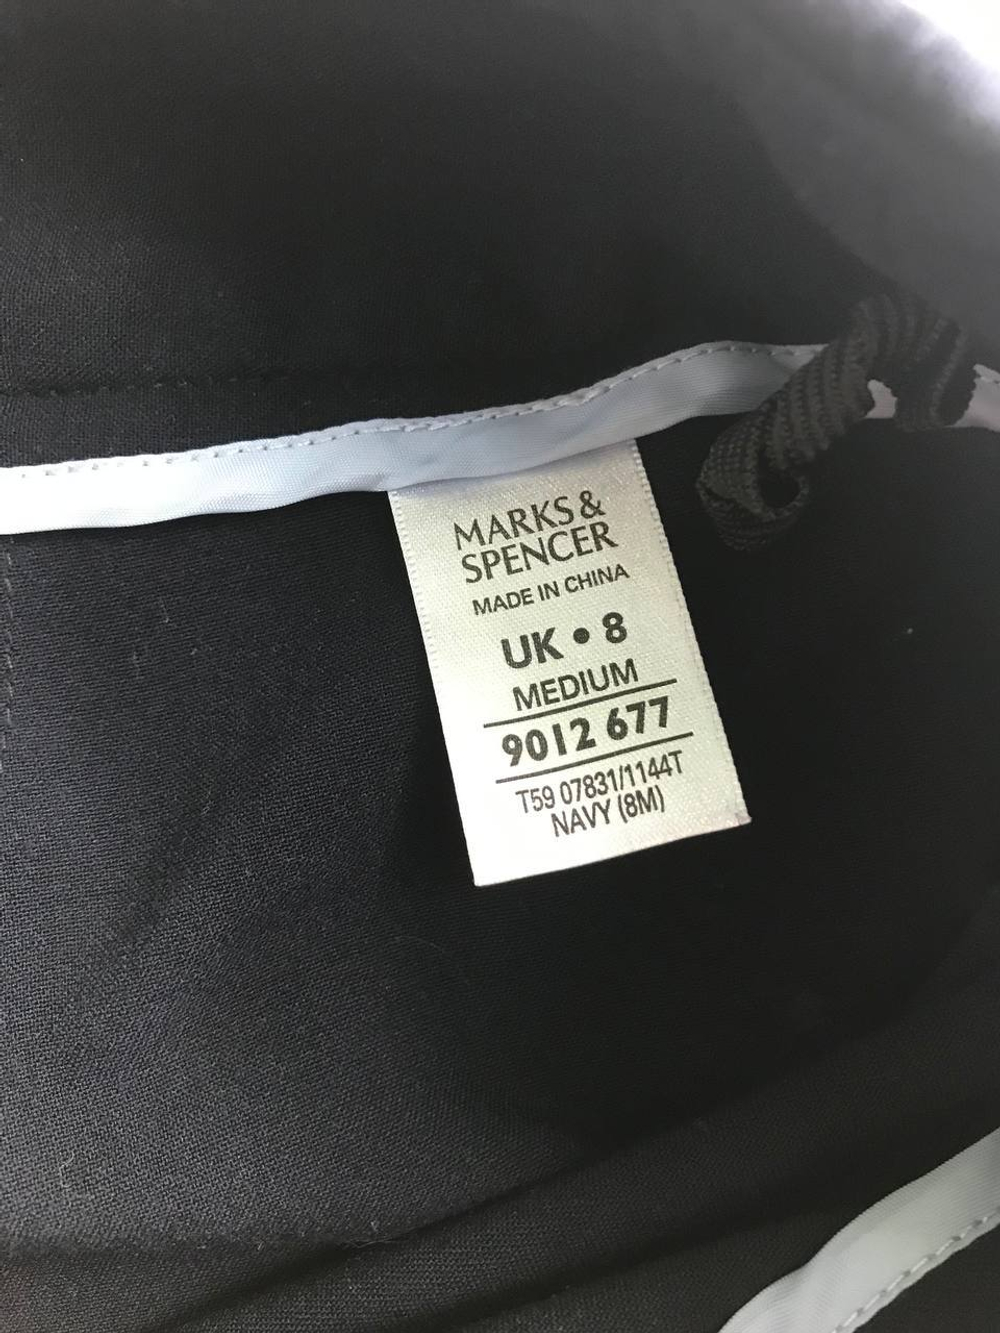 MARKS &
SPENCER
MADE IN CHINA
UK • 8
MEDIUM
9012 677
T59 07831/1144T
NAVY (8M)